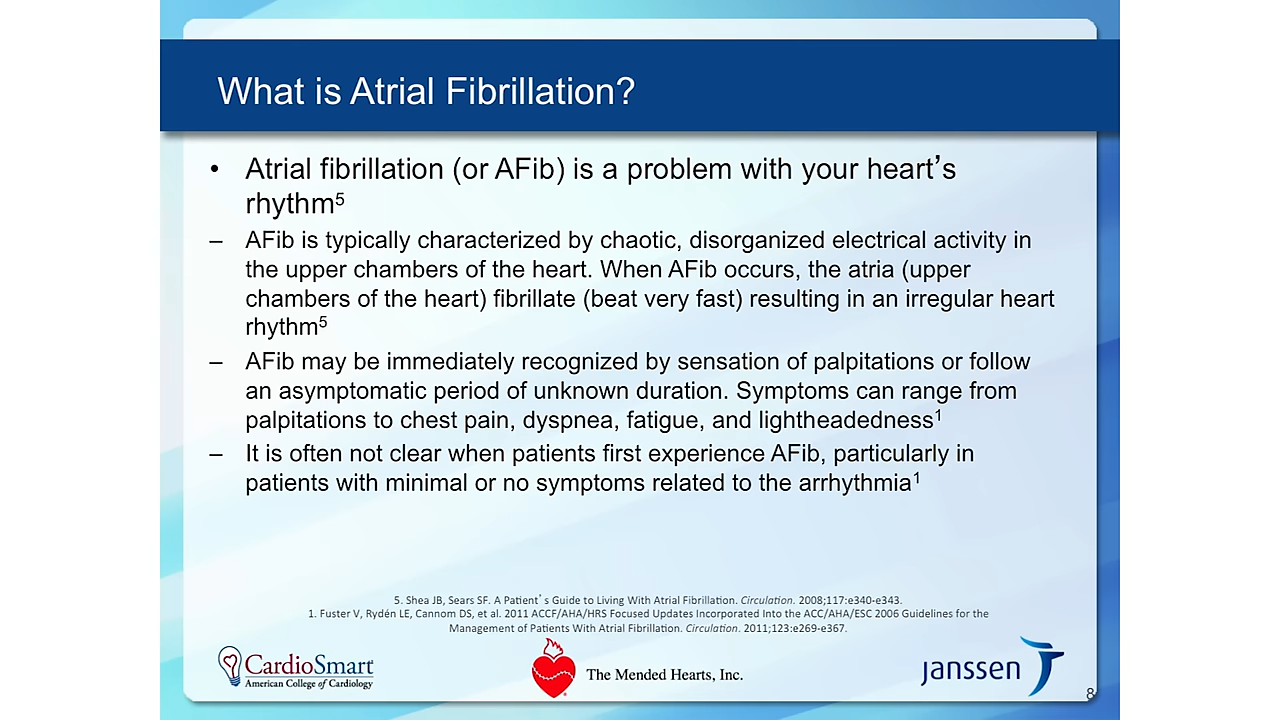 What is Atrial Fibrillation?
• Atrial fibrillation (or AFib) is a problem with your heart’s
rhythm5
– AFib is typically characterized by chaotic, disorganized electrical activity in
the upper chambers of the heart. When AFib occurs, the atria (upper
chambers of the heart) fibrillate (beat very fast) resulting in an irregular heart
rhythm5
– AFib may be immediately recognized by sensation of palpitations or follow
an asymptomatic period of unknown duration. Symptoms can range from
palpitations to chest pain, dyspnea, fatigue, and lightheadedness1
– It is often not clear when patients first experience AFib, particularly in
patients with minimal or no symptoms related to the arrhythmia1
5. Shea JB, Sears SF. A Patient’s Guide to Living With Atrial Fibrillation. Circulation. 2008;117:e340-e343.
1. Fuster V, Rydén LE, Cannom DS, et al. 2011 ACCF/AHA/HRS Focused Updates Incorporated Into the ACC/AHA/ESC 2006 Guidelines for the
Management of Patients With Atrial Fibrillation. Circulation. 2011;123:e269-e367.
CardioSmart
American College of Cardiology
The Mended Hearts, Inc.
janssen
8